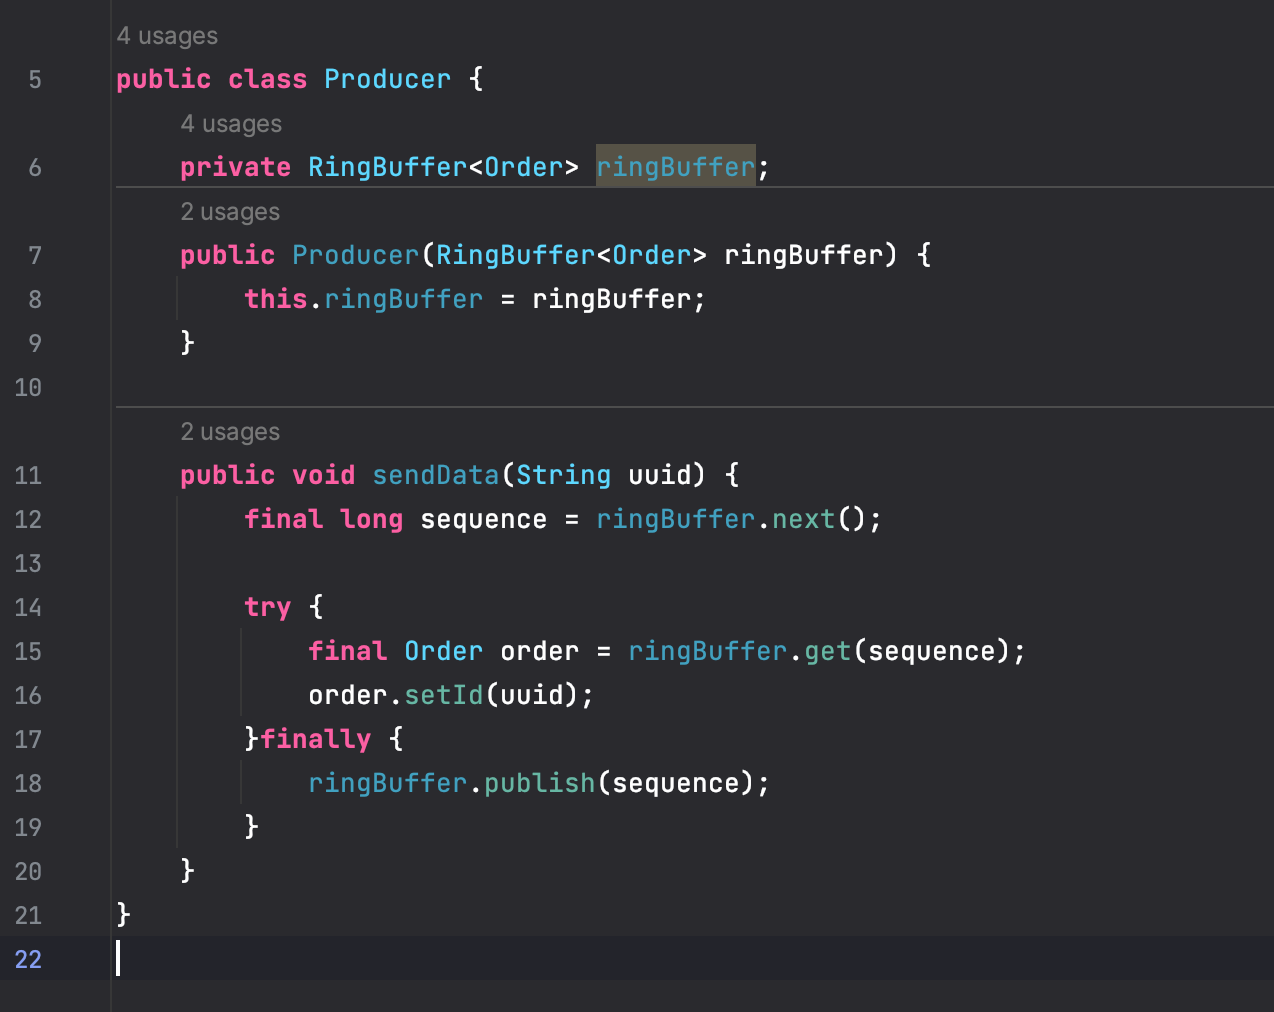 4 usages
5 public class Producer {
4 usages
6 private RingBuffer<Order> ringBuffer;
2 usages
7 public Producer(RingBuffer<Order> ringBuffer) {
8 this.ringBuffer = ringBuffer;
9 }
10
2 usages
11 public void sendData(String uuid) {
12 final long sequence = ringBuffer.next();
13
14 try {
15 final Order order = ringBuffer.get(sequence);
16 order.setId(uuid);
17 }finally {
18 ringBuffer.publish(sequence);
19 }
20 }
21 }
22